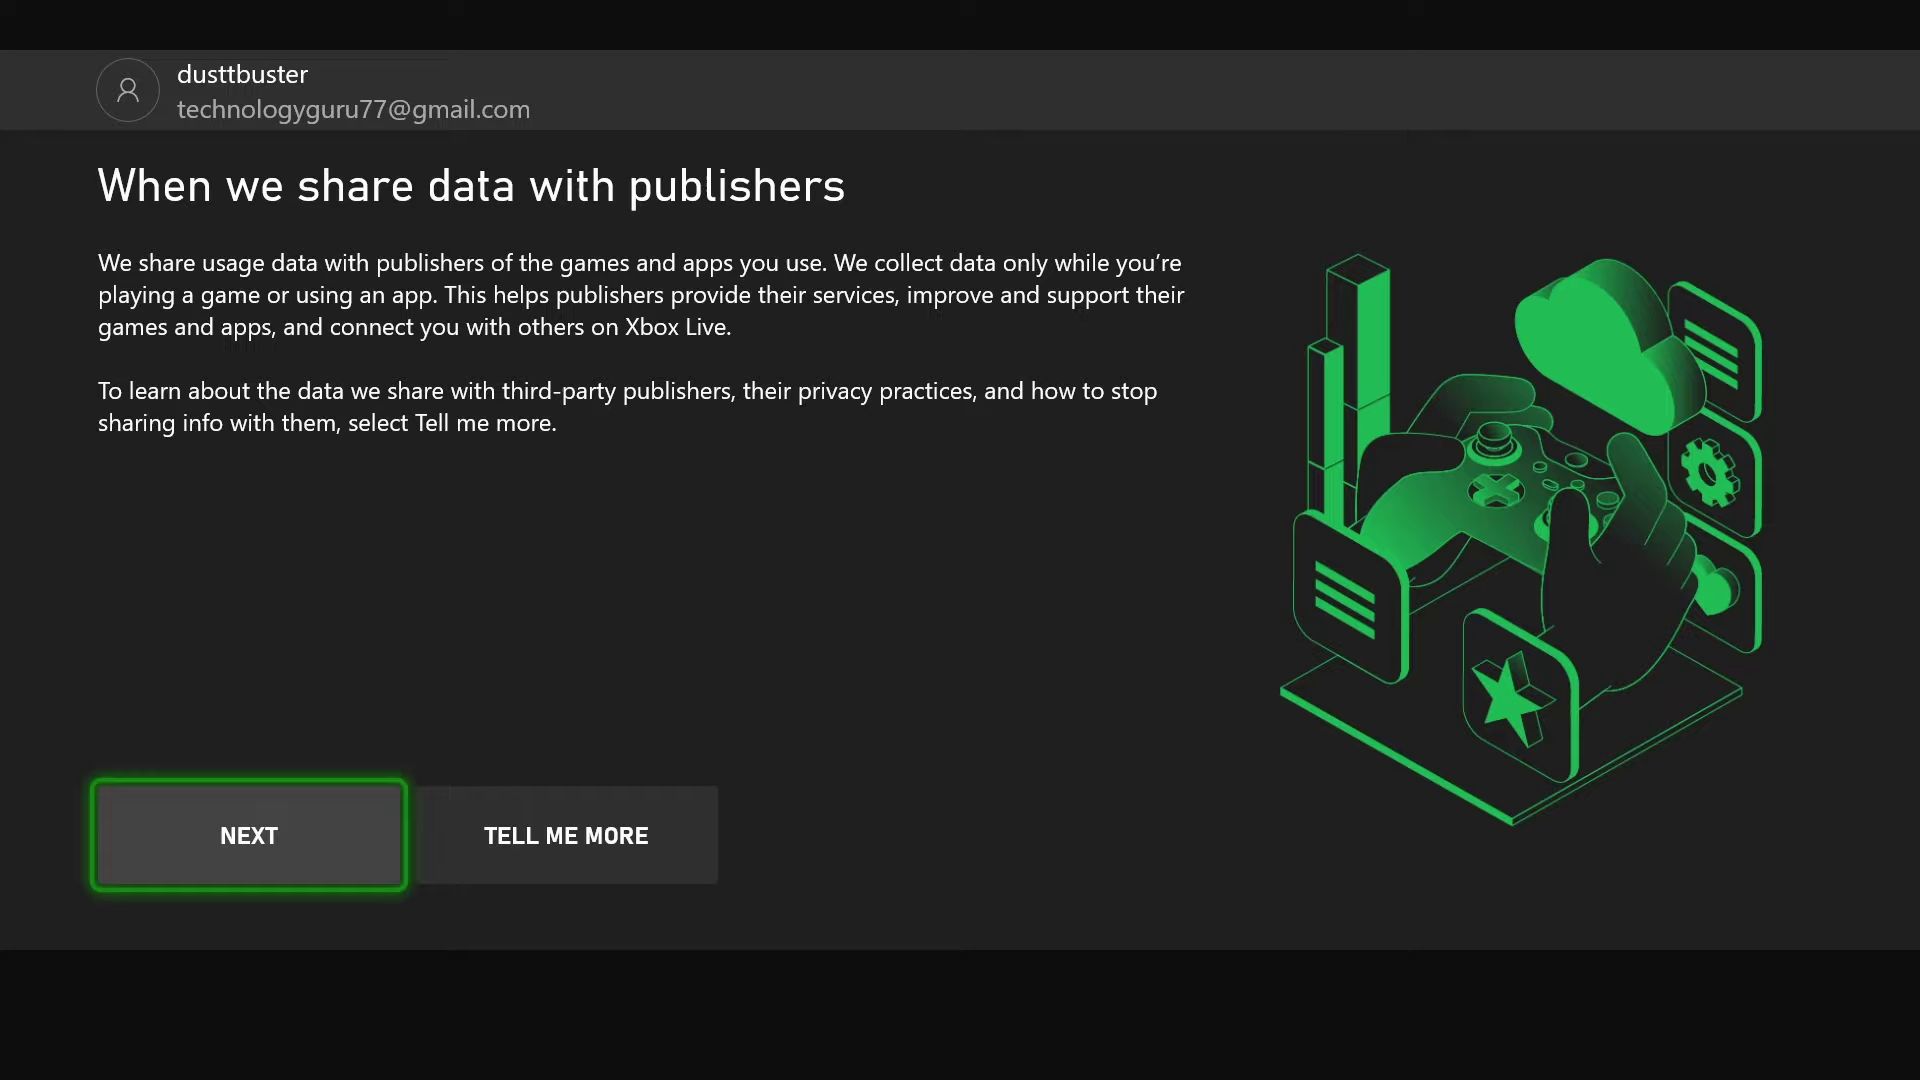 dusttbuster
technologyguru77@gmail.com
When we share data with publishers
We share usage data with publishers of the games and apps you use. We collect data only while you’re
playing a game or using an app. This helps publishers provide their services, improve and support their
games and apps, and connect you with others on Xbox Live.
To learn about the data we share with third-party publishers, their privacy practices, and how to stop
sharing info with them, select Tell me more.
NEXT
TELL ME MORE